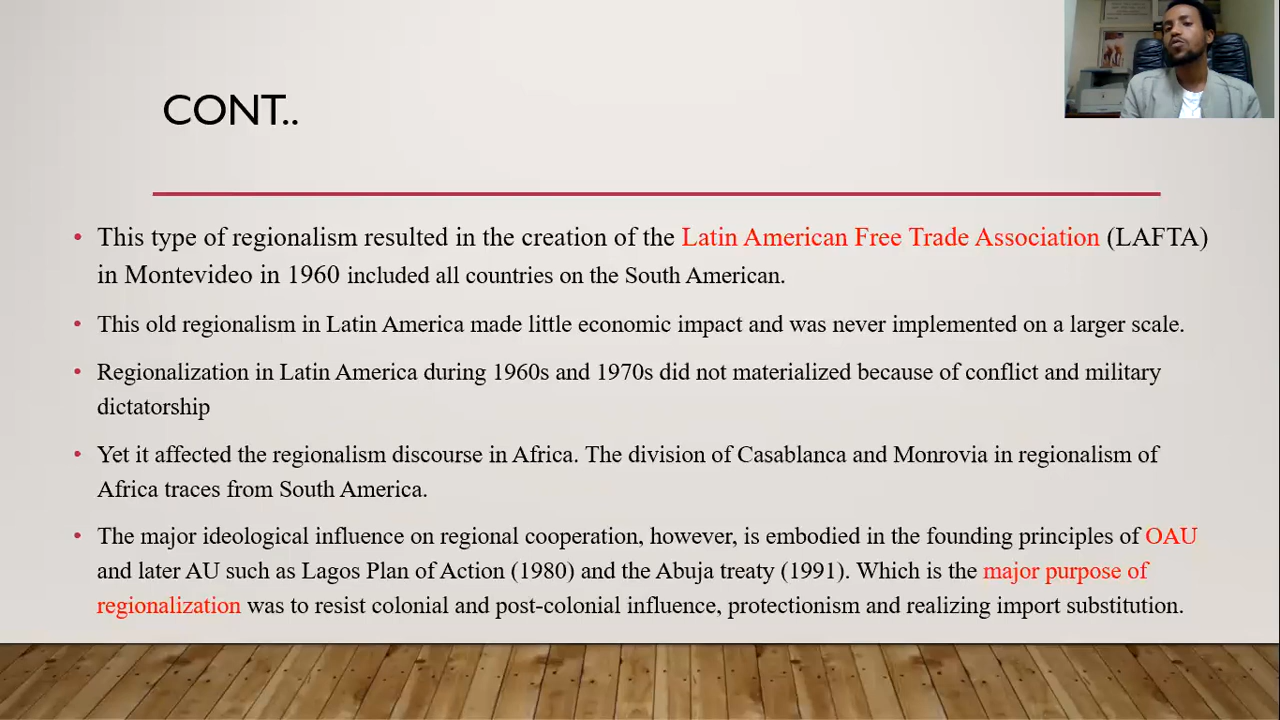 CONT..
• This type of regionalism resulted in the creation of the Latin American Free Trade Association (LAFTA)
in Montevideo in 1960 included all countries on the South American.
• This old regionalism in Latin America made little economic impact and was never implemented on a larger scale.
• Regionalization in Latin America during 1960s and 1970s did not materialized because of conflict and military
dictatorship
• Yet it affected the regionalism discourse in Africa. The division of Casablanca and Monrovia in regionalism of
Africa traces from South America.
• The major ideological influence on regional cooperation, however, is embodied in the founding principles of OAU
and later AU such as Lagos Plan of Action (1980) and the Abuja treaty (1991). Which is the major purpose of
regionalization was to resist colonial and post-colonial influence, protectionism and realizing import substitution.